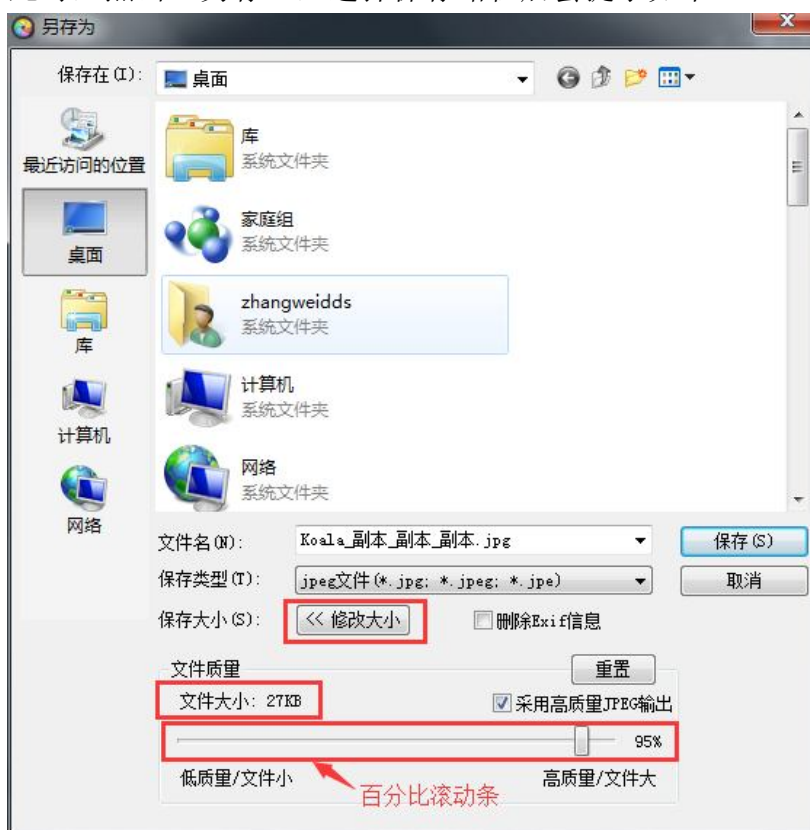 另存为
保存在(I):
桌面
最近访问的位置
桌面
库
计算机
网络
库
系统文件夹
家庭组
系统文件夹
zhangweidds
系统文件夹
计算机
系统文件夹
网络
系统文件夹
文件名(N):
Koala_副本_副本_副本.jpg
保存(S)
保存类型(T):
jpeg文件(*.jpg; *.jpeg; *.jpe)
取消
保存大小(S):
<< 修改大小
删除Exif信息
文件质量
重置
文件大小: 27KB
采用高质量JPEG输出
95%
低质量/文件小
高质量/文件大
百分比滚动条